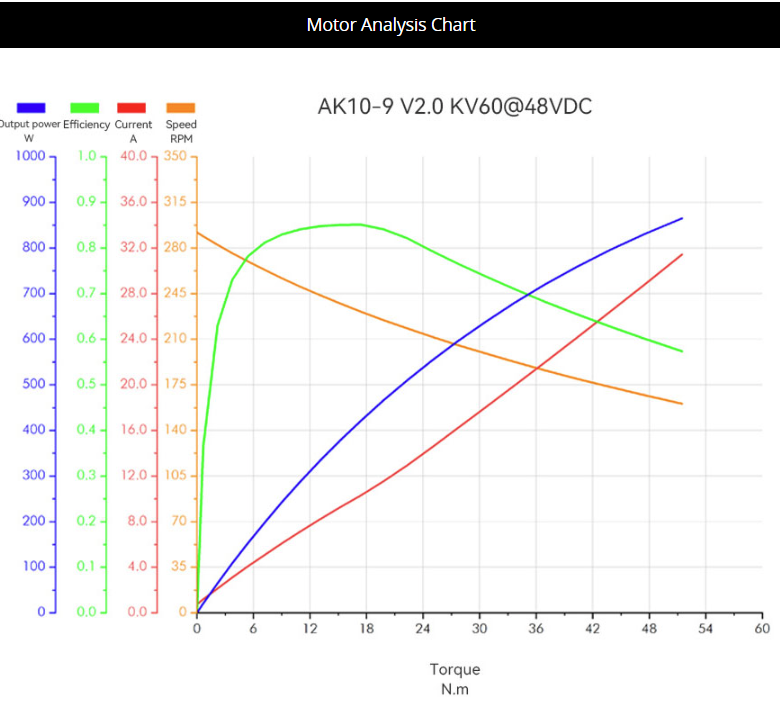 Motor Analysis Chart
AK10-9 V2.0 KV60@48VDC
Output power Efficiency Current Speed
W A RPM
1000 1.0 40.0 350
900 0.9 36.0 315
800 0.8 32.0 280
700 0.7 28.0 245
600 0.6 24.0 210
500 0.5 20.0 175
400 0.4 16.0 140
300 0.3 12.0 105
200 0.2 8.0 70
100 0.1 4.0 35
0 0.0 0.0 0
0 6 12 18 24 30 36 42 48 54 60
Torque
N.m